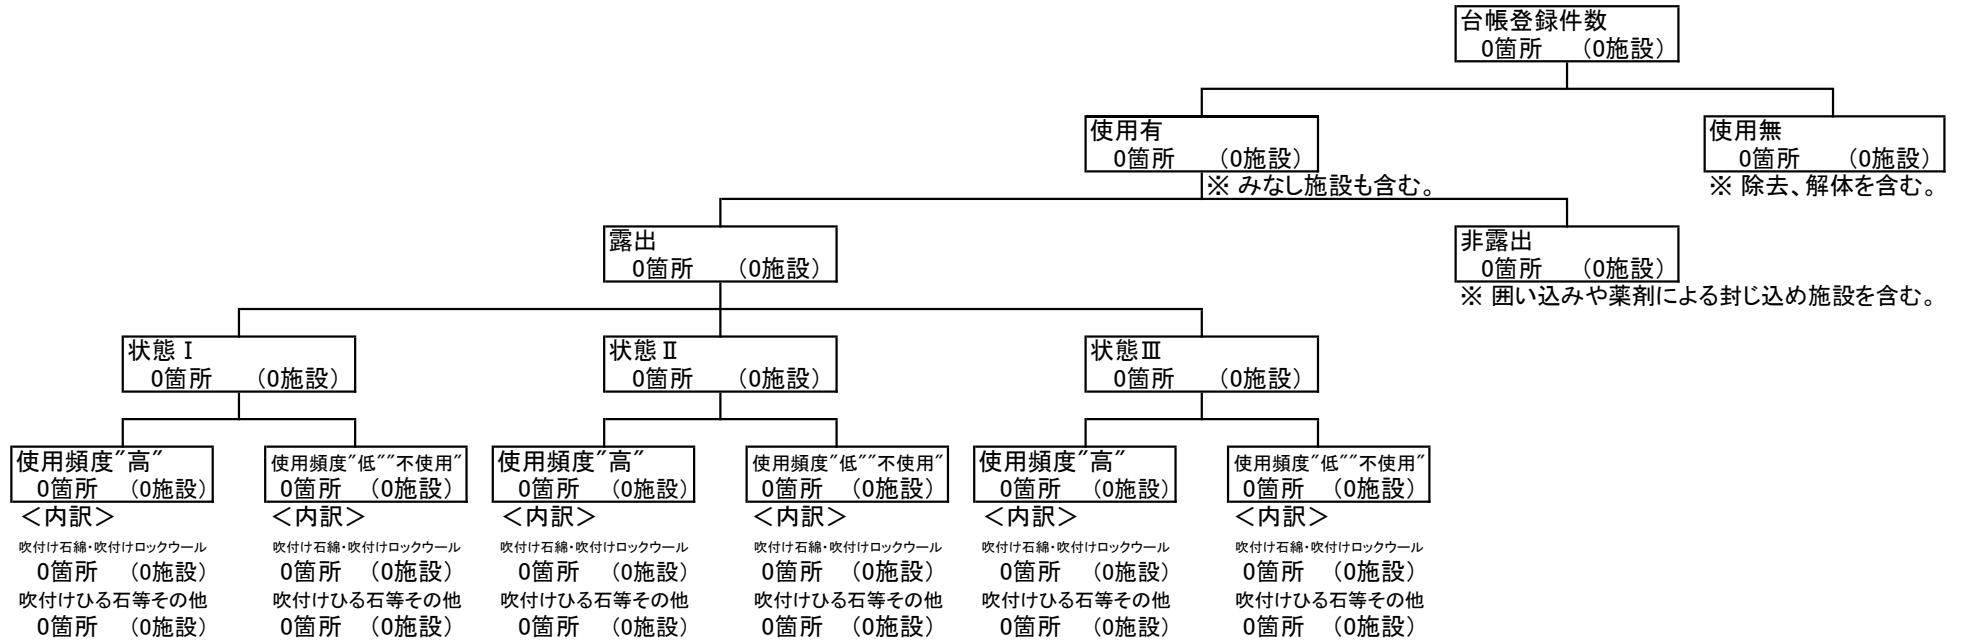 台帳登録件数
0箇所 (0施設)
使用有
0箇所 (0施設)
※ みなし施設も含む。
使用無
0箇所 (0施設)
※ 除去、解体を含む。
露出
0箇所 (0施設)
非露出
0箇所 (0施設)
※ 囲い込みや薬剤による封じ込め施設を含む。
状態Ⅰ
0箇所 (0施設)
状態Ⅱ
0箇所 (0施設)
状態Ⅲ
0箇所 (0施設)
使用頻度"高"
0箇所 (0施設)
<内訳>
吹付け石綿・吹付けロックウール
0箇所 (0施設)
吹付けひる石等その他
0箇所 (0施設)
使用頻度"低""不使用"
0箇所 (0施設)
<内訳>
吹付け石綿・吹付けロックウール
0箇所 (0施設)
吹付けひる石等その他
0箇所 (0施設)
使用頻度"高"
0箇所 (0施設)
<内訳>
吹付け石綿・吹付けロックウール
0箇所 (0施設)
吹付けひる石等その他
0箇所 (0施設)
使用頻度"低""不使用"
0箇所 (0施設)
<内訳>
吹付け石綿・吹付けロックウール
0箇所 (0施設)
吹付けひる石等その他
0箇所 (0施設)
使用頻度"高"
0箇所 (0施設)
<内訳>
吹付け石綿・吹付けロックウール
0箇所 (0施設)
吹付けひる石等その他
0箇所 (0施設)
使用頻度"低""不使用"
0箇所 (0施設)
<内訳>
吹付け石綿・吹付けロックウール
0箇所 (0施設)
吹付けひる石等その他
0箇所 (0施設)